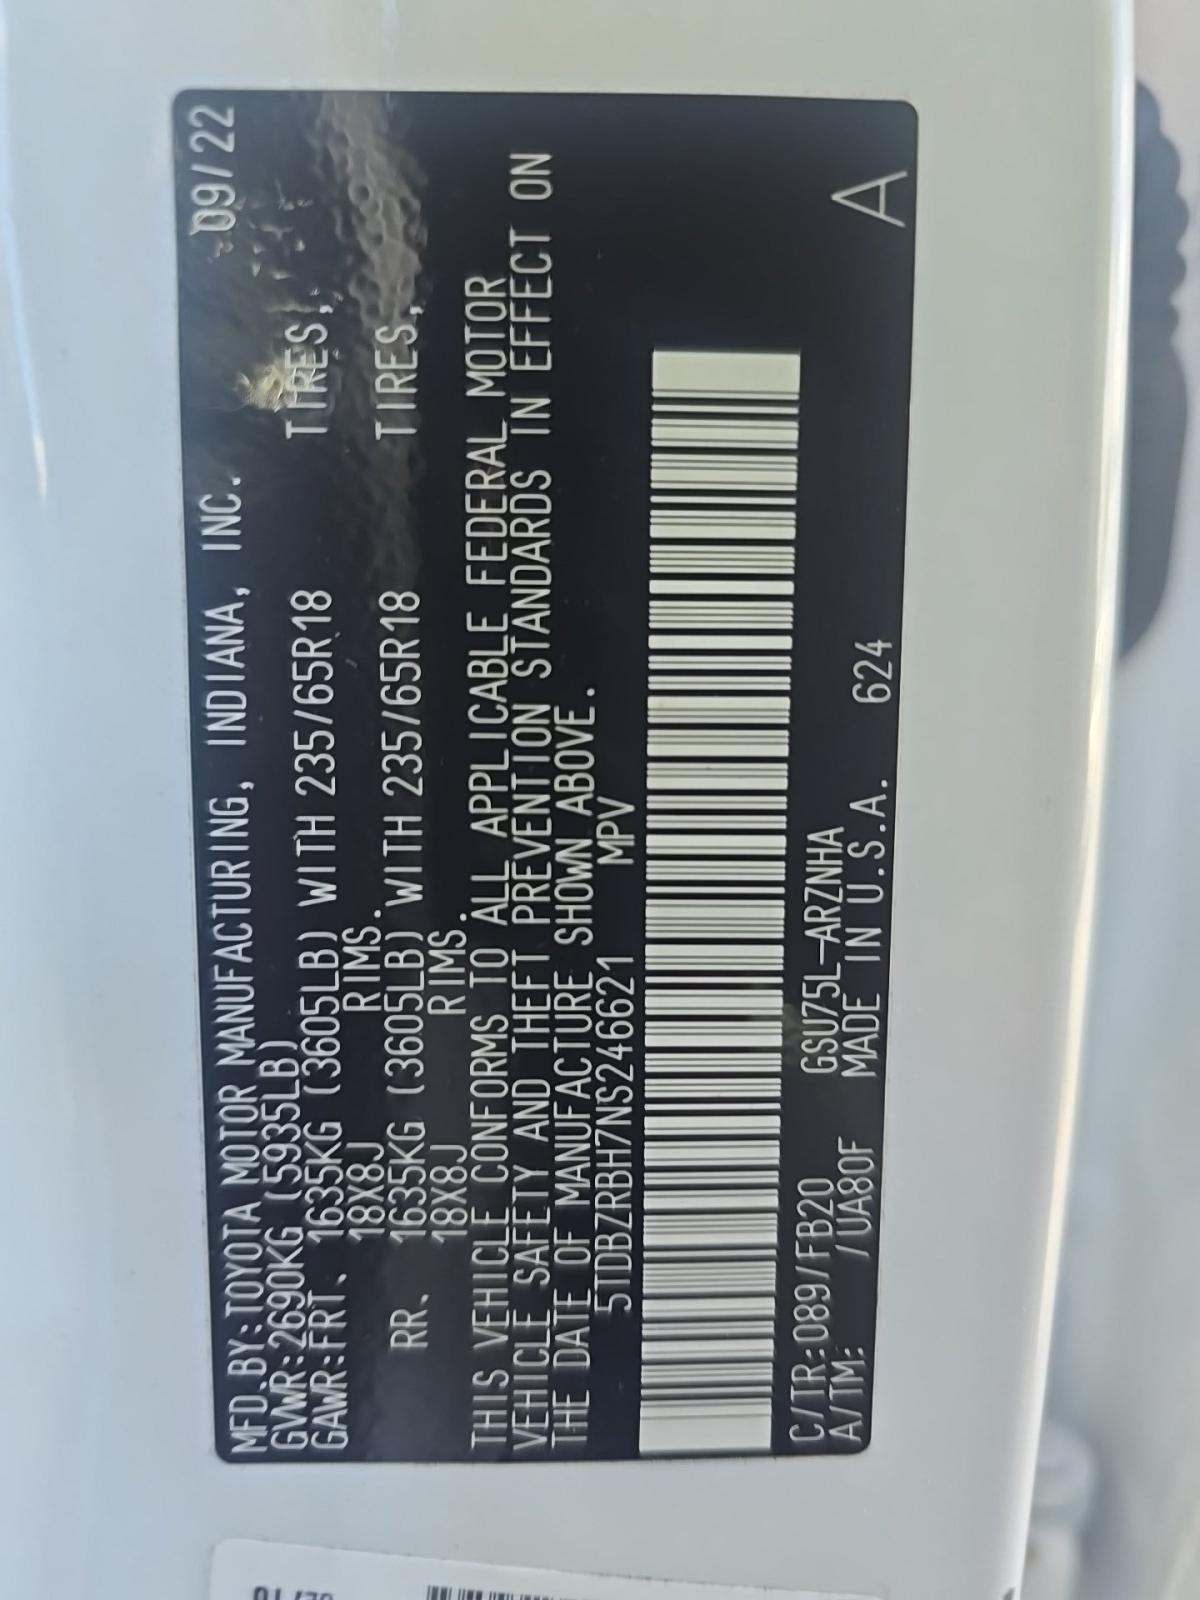 MFD.BY:TOYOTA MOTOR MANUFACTURING, INDIANA, INC. 09/22
GVWR:2690KG (5935LB)
GAWR:FRT. 1635KG (3605LB) WITH 235/65R18 TIRES,
18X8J RIMS.
RR. 1635KG (3605LB) WITH 235/65R18 TIRES,
18X8J RIMS.
THIS VEHICLE CONFORMS TO ALL APPLICABLE FEDERAL MOTOR
VEHICLE SAFETY AND THEFT PREVENTION STANDARDS IN EFFECT ON
THE DATE OF MANUFACTURE SHOWN ABOVE.
5TDBZRBH7NS246621 MPV
C/TR:089/FB20 GSU75L-ARZNHA
A/TM: /UA80F MADE IN U.S.A. 624 A